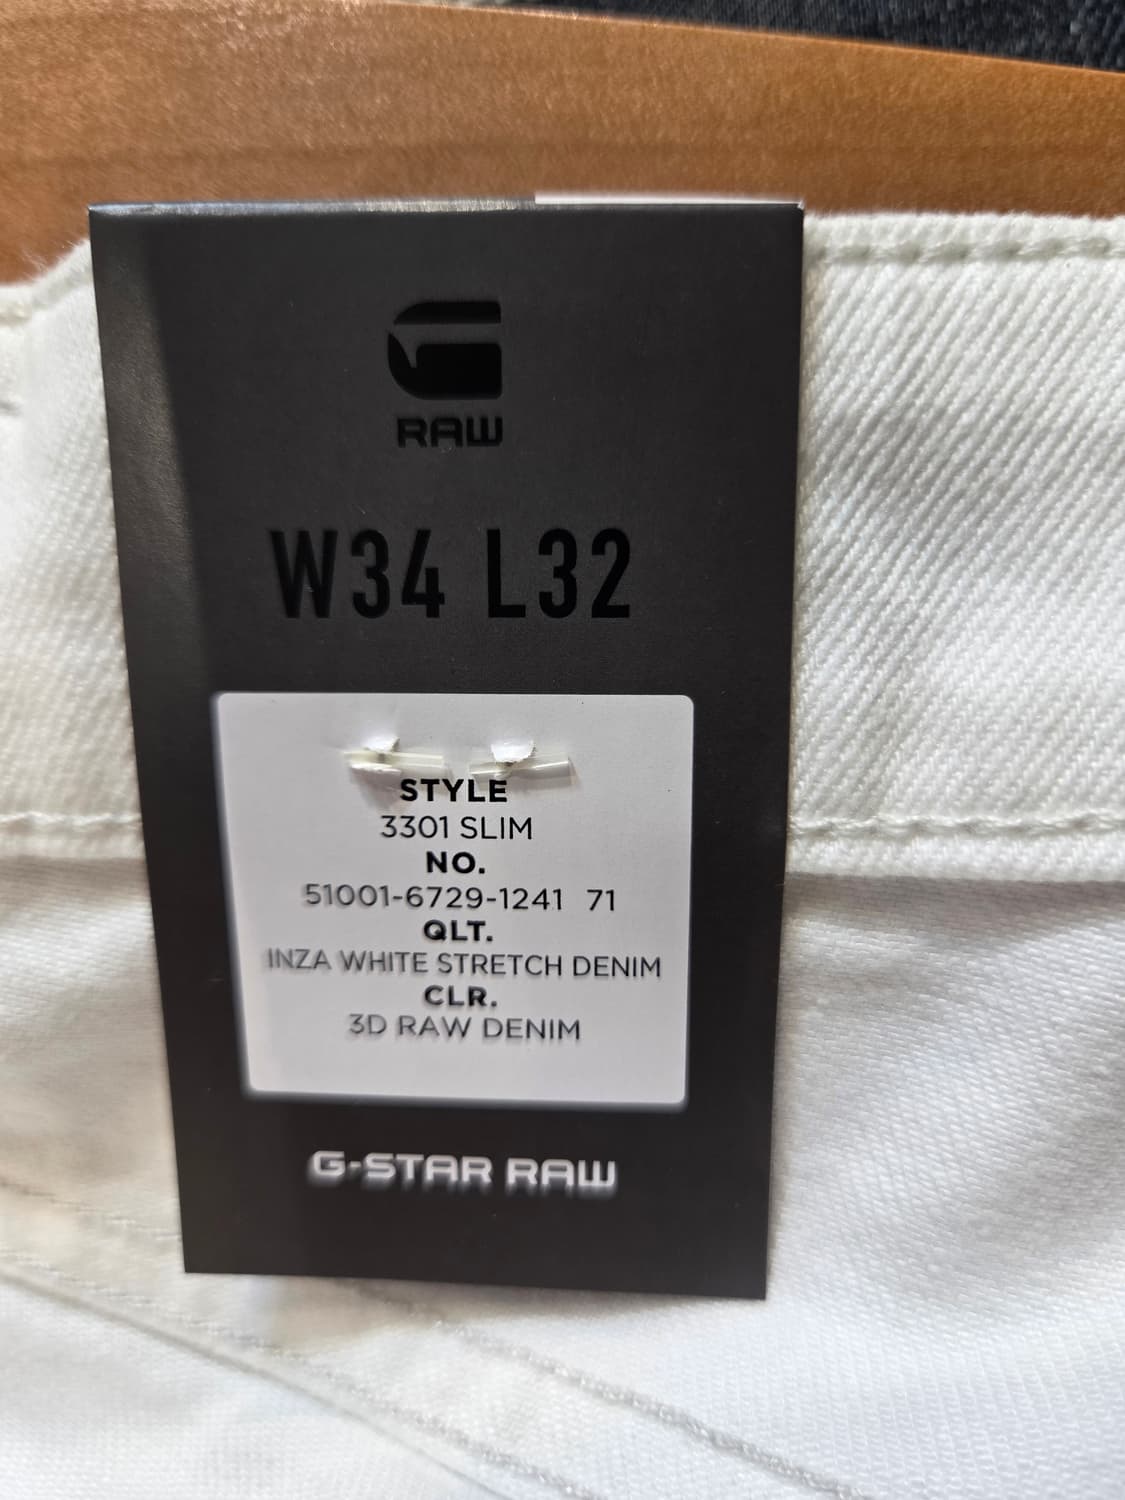 RAW
W34 L32
STYLE
3301 SLIM
NO.
51001-6729-1241 71
QLT.
INZA WHITE STRETCH DENIM
CLR.
3D RAW DENIM
G-STAR RAW